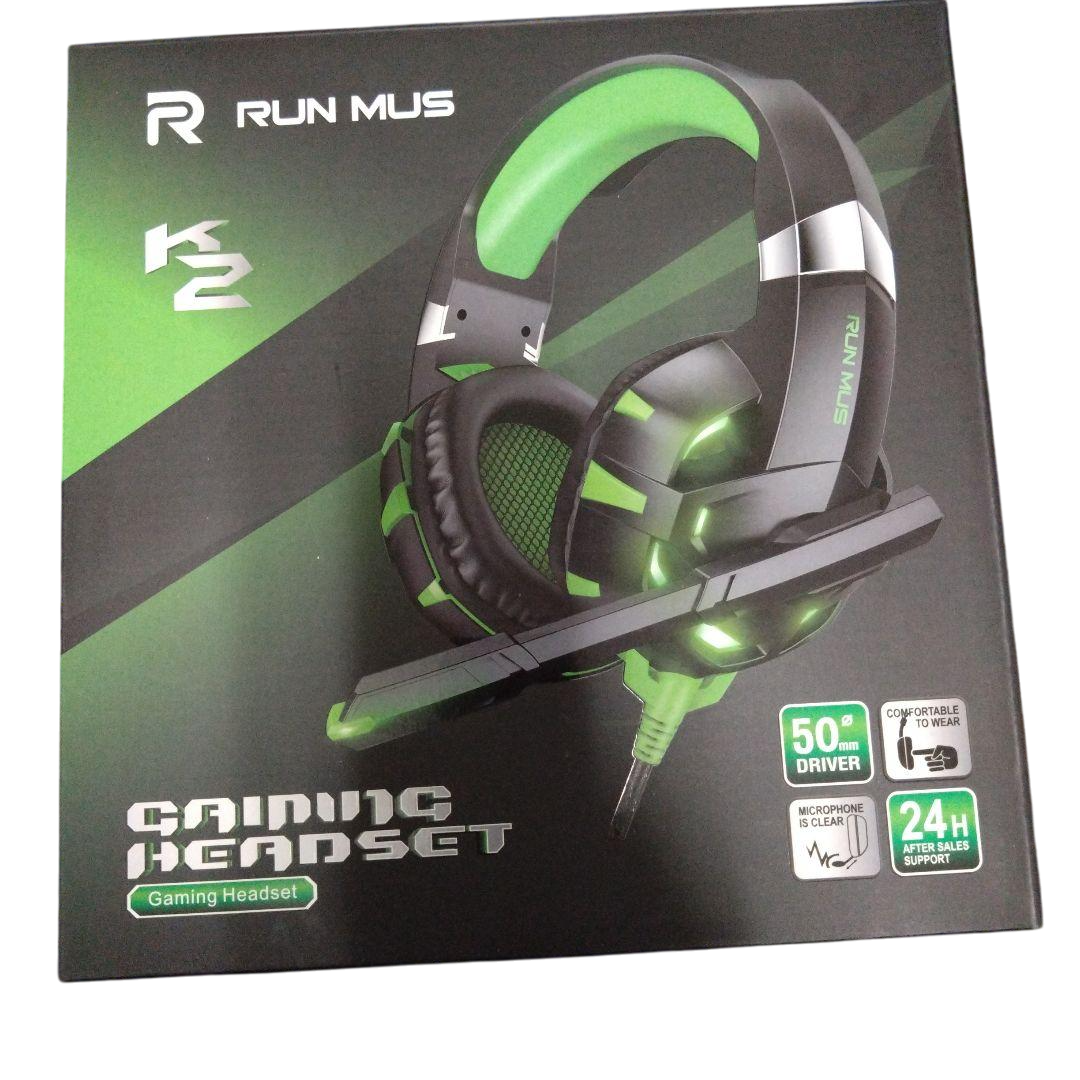 R RUN MUS
K2
RUN MUS
50 ø mm
DRIVER
COMFORTABLE
TO WEAR
MICROPHONE
IS CLEAR
24H
AFTER SALES
SUPPORT
GAMING
HEADSET
Gaming Headset